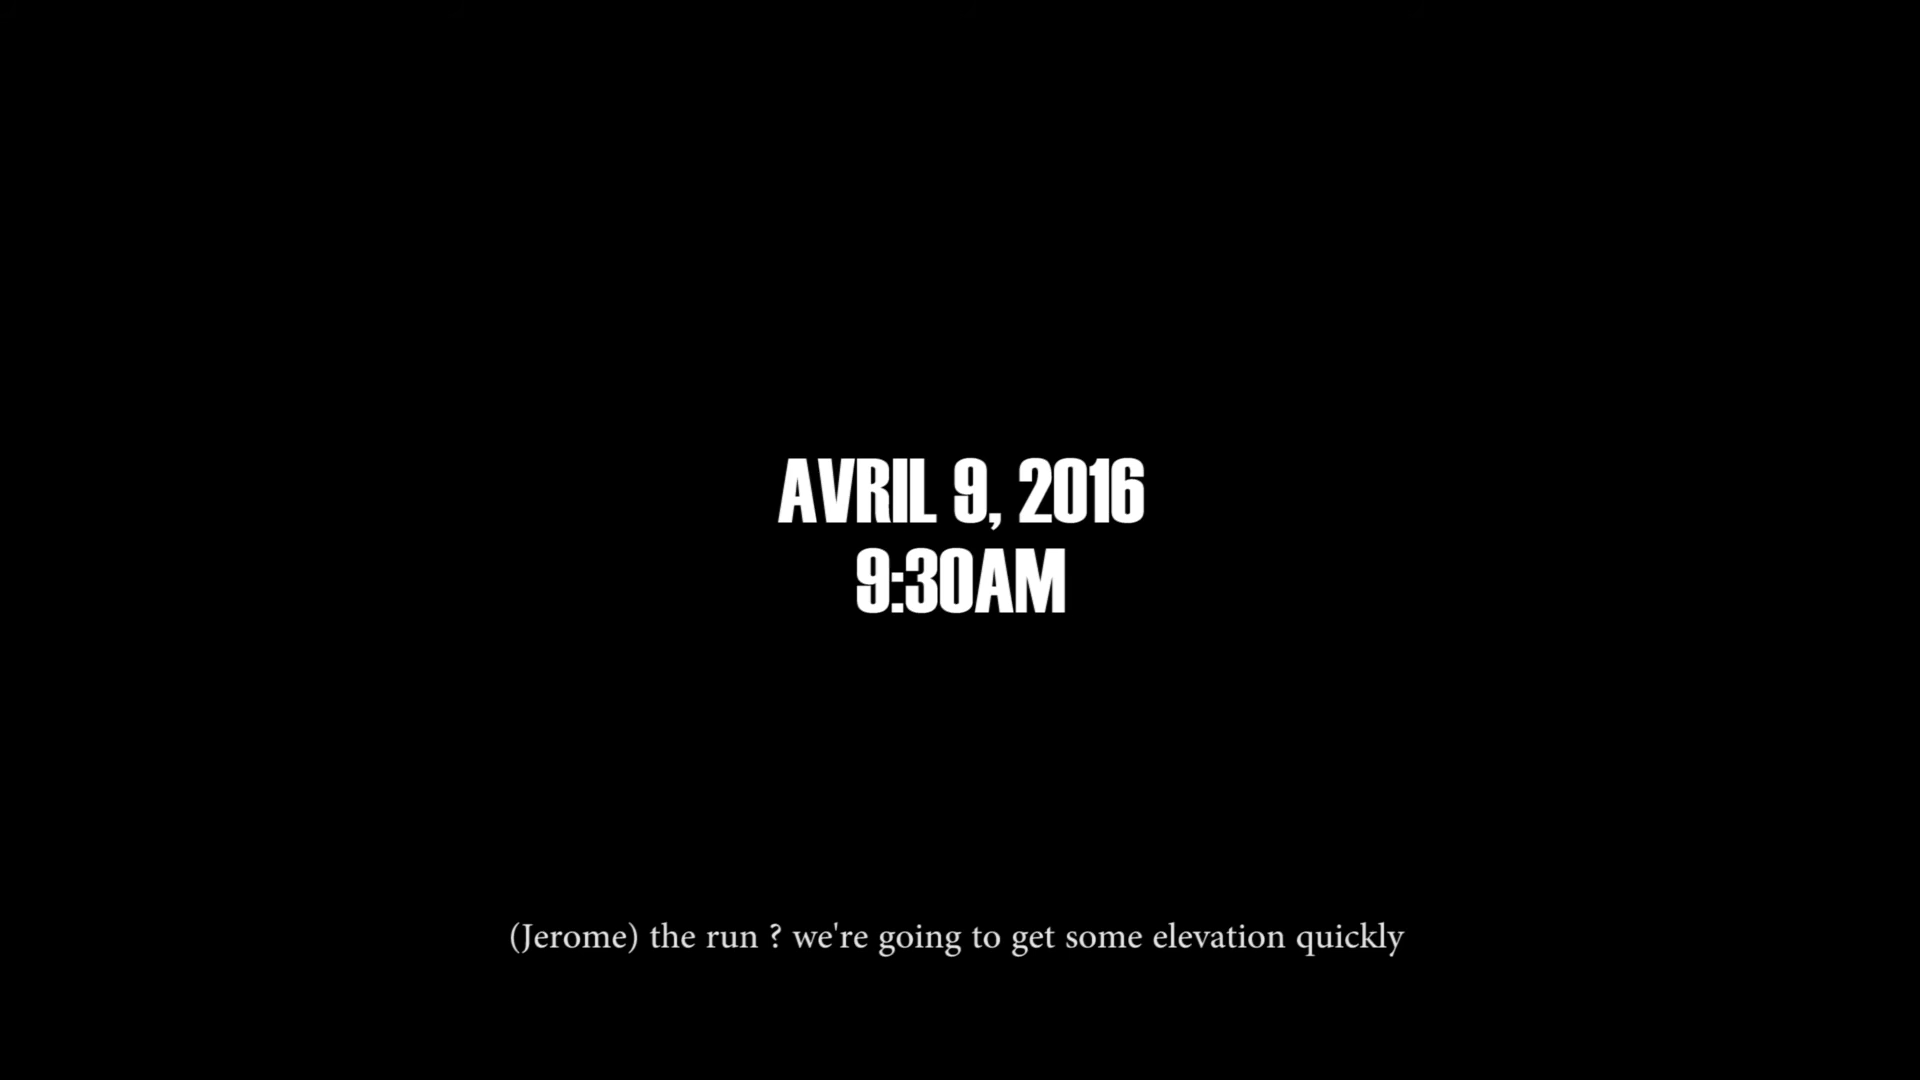 AVRIL 9, 2016
9:30AM
(Jerome) the run ? we're going to get some elevation quickly